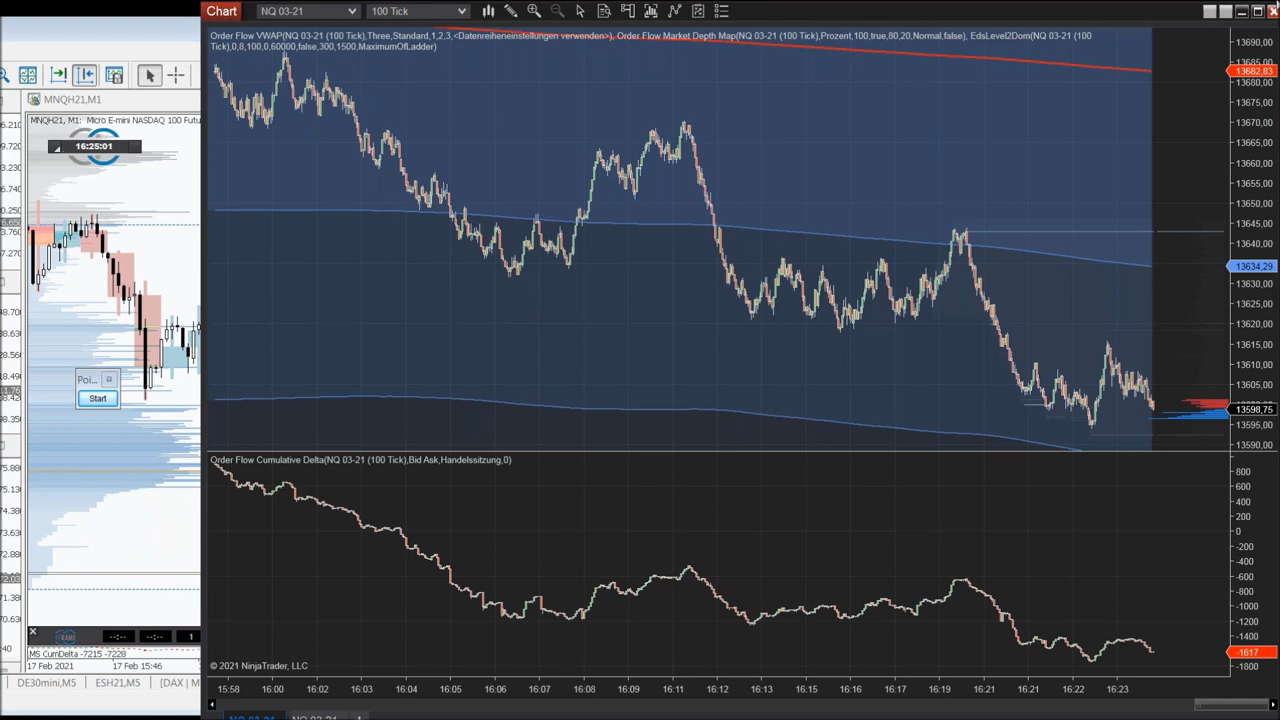 Chart
NQ 03-21
100 Tick
Order Flow VWAP(NQ 03-21 (100 Tick),Three,Standard,1,2,3,<Datenreiheneinstellungen verwenden>), Order Flow Market Depth Map(NQ 03-21 (100 Tick),Prozent,100,true,80,20,Normal,false), EdsLevel2Dom(NQ 03-21 (100
Tick),0,8,100,0,60000,false,300,1500,MaximumOfLadder)
MNQH21,M1
MNQH21, M1: Micro E-mini NASDAQ 100 Futu
16:25:01
Poi...
Start
13690,00
13682,83
13680,00
13675,00
13670,00
13665,00
13660,00
13655,00
13650,00
13645,00
13640,00
13634,29
13630,00
13625,00
13620,00
13615,00
13610,00
13605,00
13598,75
13595,00
13590,00
Order Flow Cumulative Delta(NQ 03-21 (100 Tick),Bid Ask,Handelssitzung,0)
800
600
400
200
0
-200
-400
-600
-800
-1000
-1200
-1400
-1617
-1800
© 2021 NinjaTrader, LLC
--:-- --:-- 1
MS CumDelta -7215 -7228
17 Feb 2021 17 Feb 15:46
DE30mini,M5 ESH21,M5 [DAX | M
15:58 16:00 16:02 16:03 16:04 16:05 16:06 16:07 16:08 16:09 16:11 16:12 16:13 16:15 16:16 16:17 16:19 16:21 16:21 16:22 16:23
NQ 03-21 NQ 03-21 +